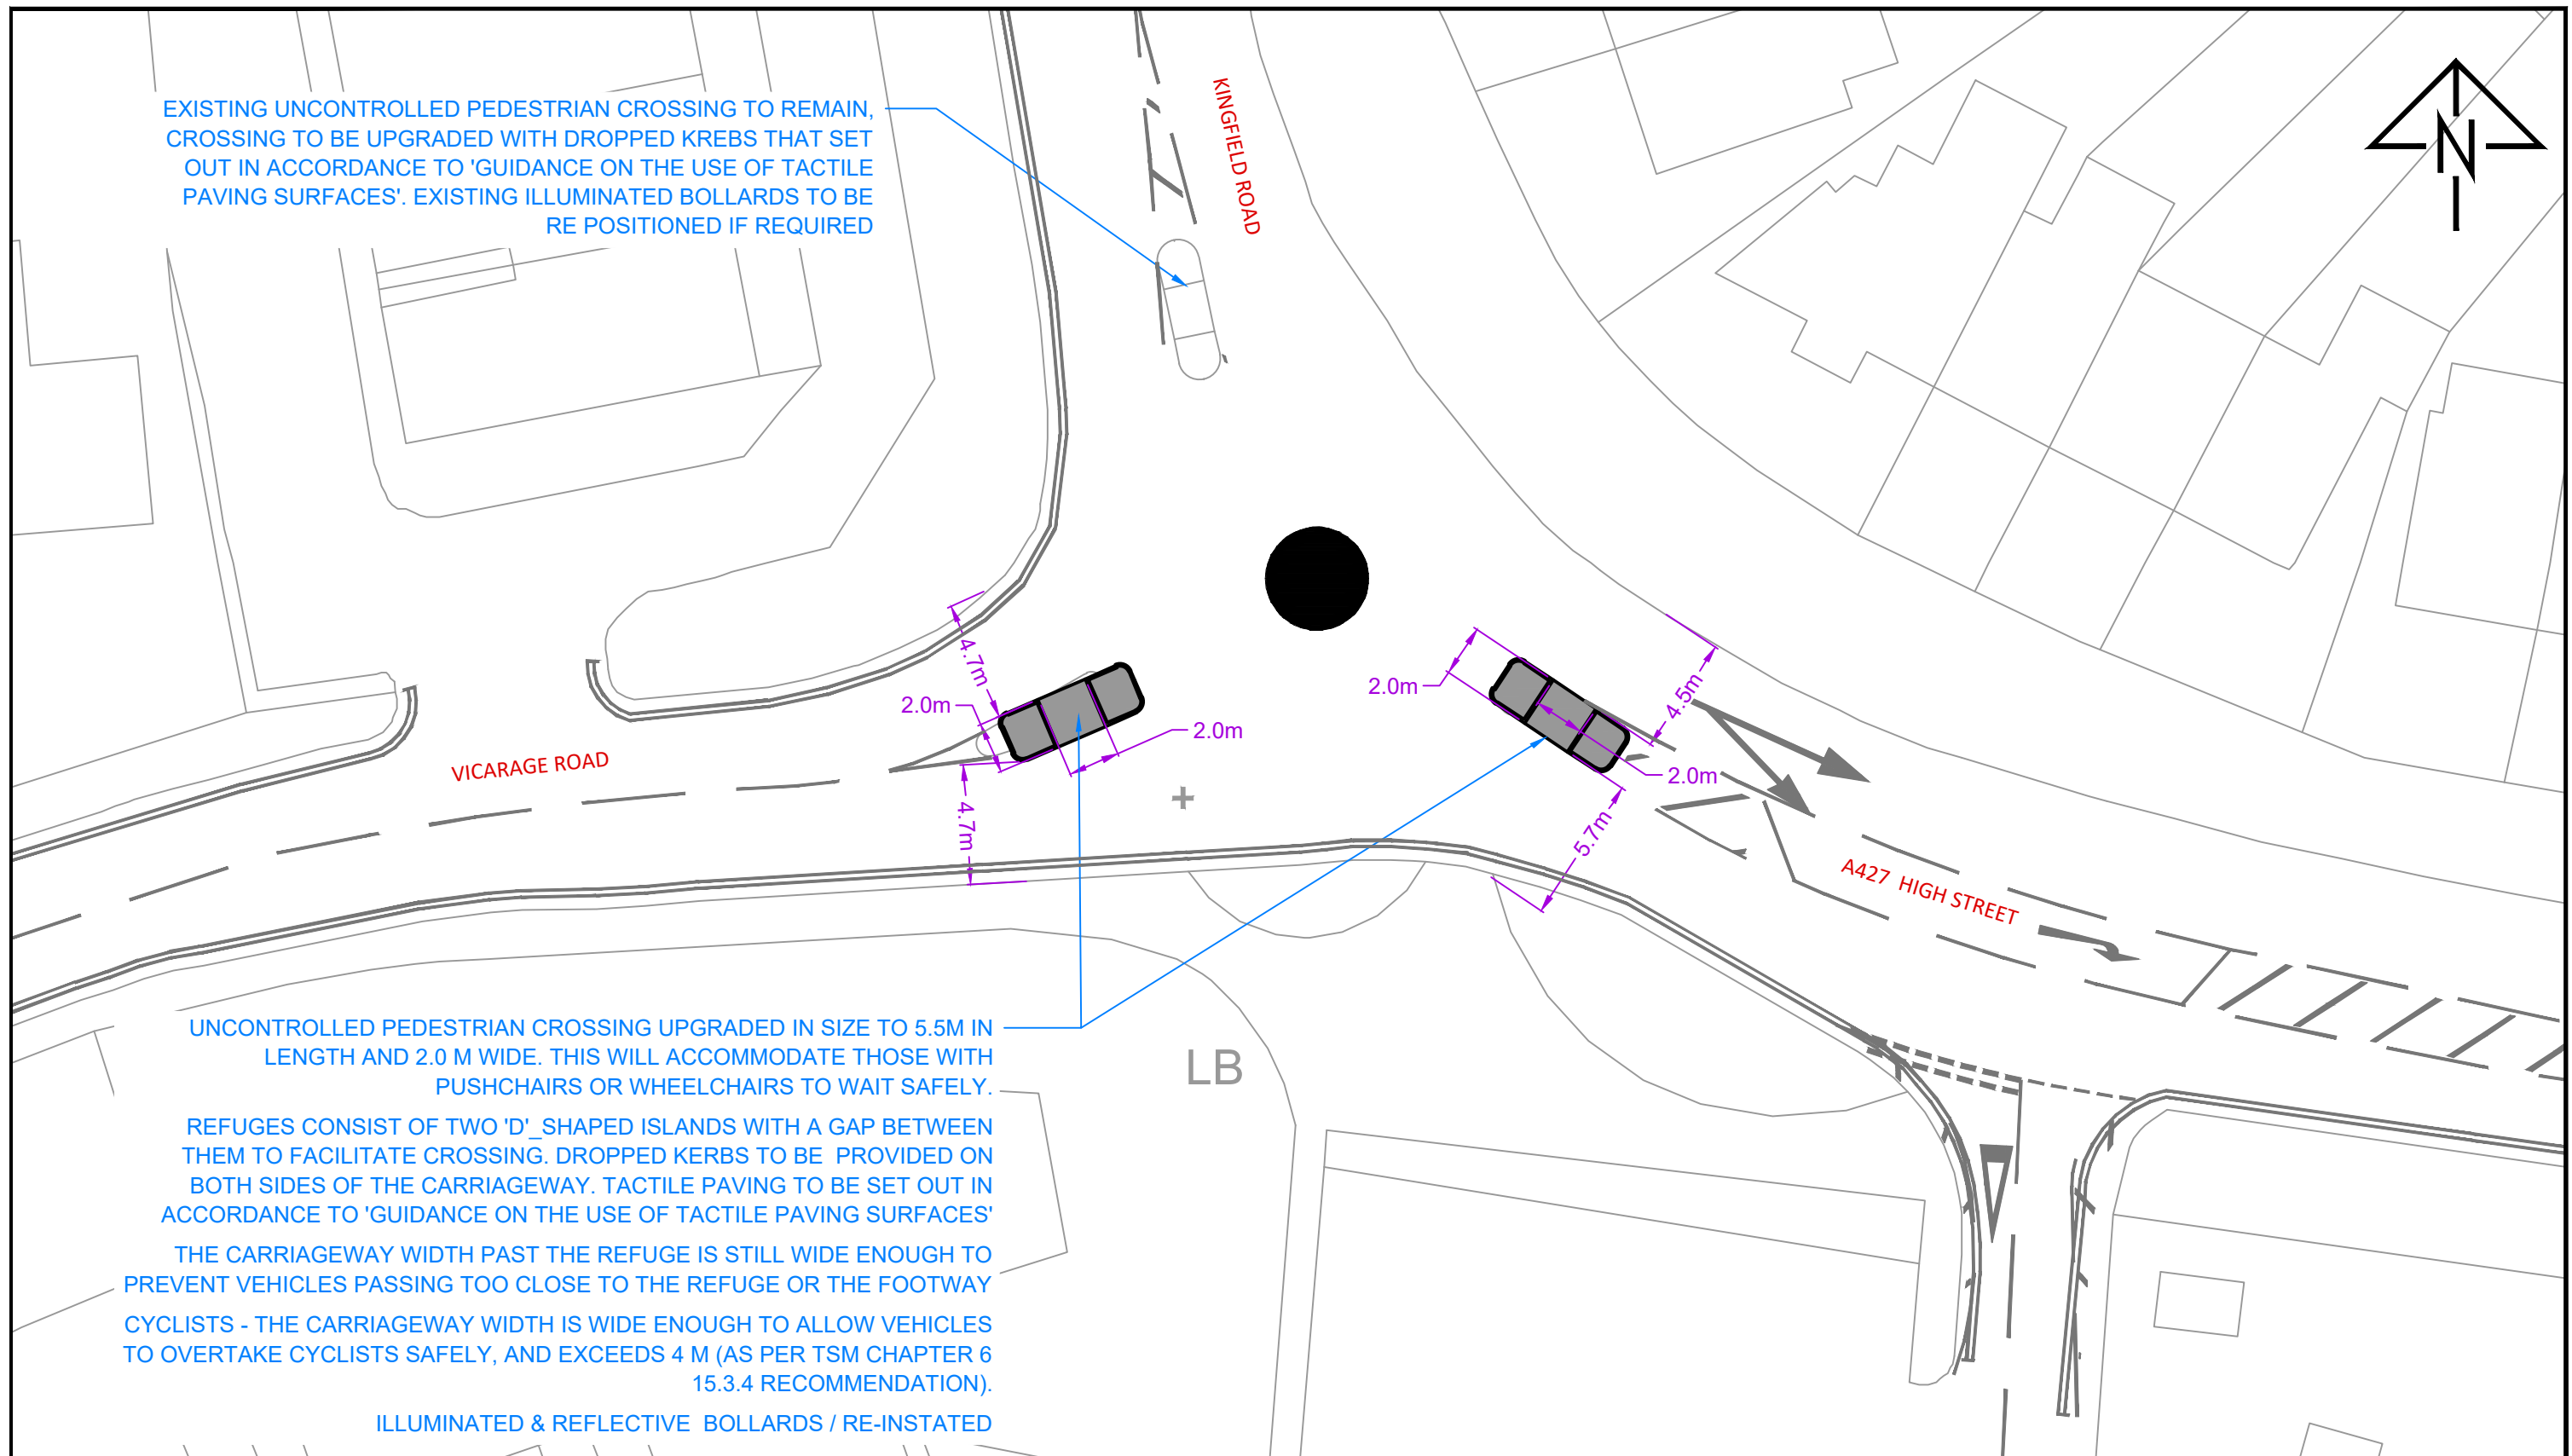 EXISTING UNCONTROLLED PEDESTRIAN CROSSING TO REMAIN,
CROSSING TO BE UPGRADED WITH DROPPED KREBS THAT SET
OUT IN ACCORDANCE TO 'GUIDANCE ON THE USE OF TACTILE
PAVING SURFACES'. EXISTING ILLUMINATED BOLLARDS TO BE
RE POSITIONED IF REQUIRED
KINGFIELD ROAD
N
4.7m
2.0m
2.0m
4.7m
2.0m
4.5m
2.0m
5.7m
VICARAGE ROAD
A427 HIGH STREET
LB
UNCONTROLLED PEDESTRIAN CROSSING UPGRADED IN SIZE TO 5.5M IN
LENGTH AND 2.0 M WIDE. THIS WILL ACCOMMODATE THOSE WITH
PUSHCHAIRS OR WHEELCHAIRS TO WAIT SAFELY.
REFUGES CONSIST OF TWO 'D'_SHAPED ISLANDS WITH A GAP BETWEEN
THEM TO FACILITATE CROSSING. DROPPED KERBS TO BE PROVIDED ON
BOTH SIDES OF THE CARRIAGEWAY. TACTILE PAVING TO BE SET OUT IN
ACCORDANCE TO 'GUIDANCE ON THE USE OF TACTILE PAVING SURFACES'
THE CARRIAGEWAY WIDTH PAST THE REFUGE IS STILL WIDE ENOUGH TO
PREVENT VEHICLES PASSING TOO CLOSE TO THE REFUGE OR THE FOOTWAY
CYCLISTS - THE CARRIAGEWAY WIDTH IS WIDE ENOUGH TO ALLOW VEHICLES
TO OVERTAKE CYCLISTS SAFELY, AND EXCEEDS 4 M (AS PER TSM CHAPTER 6
15.3.4 RECOMMENDATION).
ILLUMINATED & REFLECTIVE BOLLARDS / RE-INSTATED